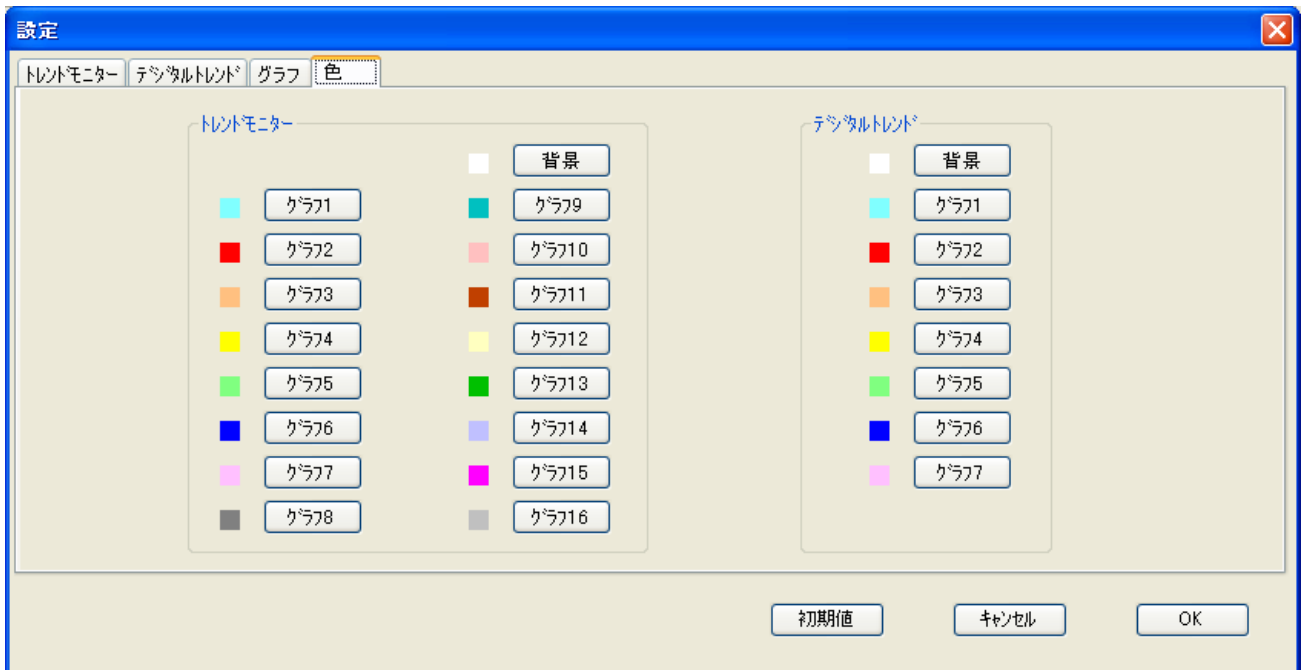 設定
ﾄﾚﾝﾄﾞﾓﾆﾀｰ ﾃﾞｼﾞﾀﾙﾄﾚﾝﾄﾞ グラフ 色
ﾄﾚﾝﾄﾞﾓﾆﾀｰ
背景
ｸﾞﾗﾌ1 ｸﾞﾗﾌ9
ｸﾞﾗﾌ2 ｸﾞﾗﾌ10
ｸﾞﾗﾌ3 ｸﾞﾗﾌ11
ｸﾞﾗﾌ4 ｸﾞﾗﾌ12
ｸﾞﾗﾌ5 ｸﾞﾗﾌ13
ｸﾞﾗﾌ6 ｸﾞﾗﾌ14
ｸﾞﾗﾌ7 ｸﾞﾗﾌ15
ｸﾞﾗﾌ8 ｸﾞﾗﾌ16
ﾃﾞｼﾞﾀﾙﾄﾚﾝﾄﾞ
背景
ｸﾞﾗﾌ1
ｸﾞﾗﾌ2
ｸﾞﾗﾌ3
ｸﾞﾗﾌ4
ｸﾞﾗﾌ5
ｸﾞﾗﾌ6
ｸﾞﾗﾌ7
初期値 ｷｬﾝｾﾙ OK